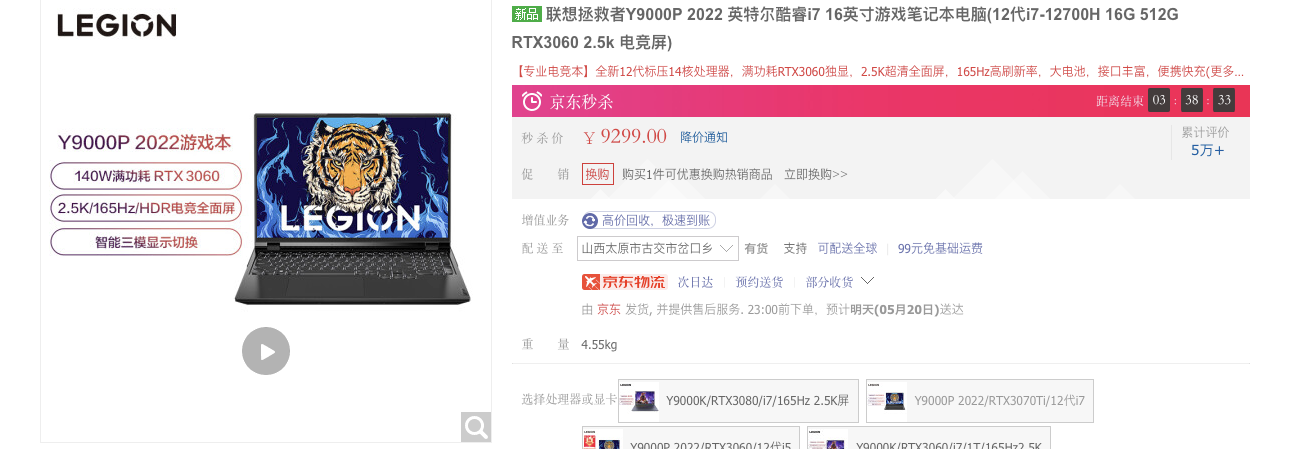 LEGION
Y9000P 2022游戏本
140W满功耗 RTX 3060
2.5K/165Hz/HDR电竞全面屏
智能三模显示切换
LEGION
新品 联想拯救者Y9000P 2022 英特尔酷睿i7 16英寸游戏笔记本电脑(12代i7-12700H 16G 512G
RTX3060 2.5k 电竞屏)
【专业电竞本】全新12代标压14核处理器，满功耗RTX3060独显，2.5K超清全面屏，165Hz高刷新率，大电池，接口丰富，便携快充(更多...
京东秒杀 距离结束 03 : 38 : 33
秒杀价 ￥ 9299.00 降价通知 累计评价
5万+
促 销 换购 购买1件可优惠换购热销商品 立即换购>>
增值业务 高价回收，极速到账
配送至 山西太原市古交市岔口乡 有货 支持 可配送全球 99元免基础运费
京东物流 次日达 预约送货 部分收货
由 京东 发货, 并提供售后服务. 23:00前下单，预计明天(05月20日)送达
重 量 4.55kg
选择处理器或显卡 Y9000K/RTX3080/i7/165Hz 2.5K屏 Y9000P 2022/RTX3070Ti/12代i7
Y9000P 2022/RTX3060/12代i5 Y9000K/RTX3060/i7/1T/165Hz2.5K